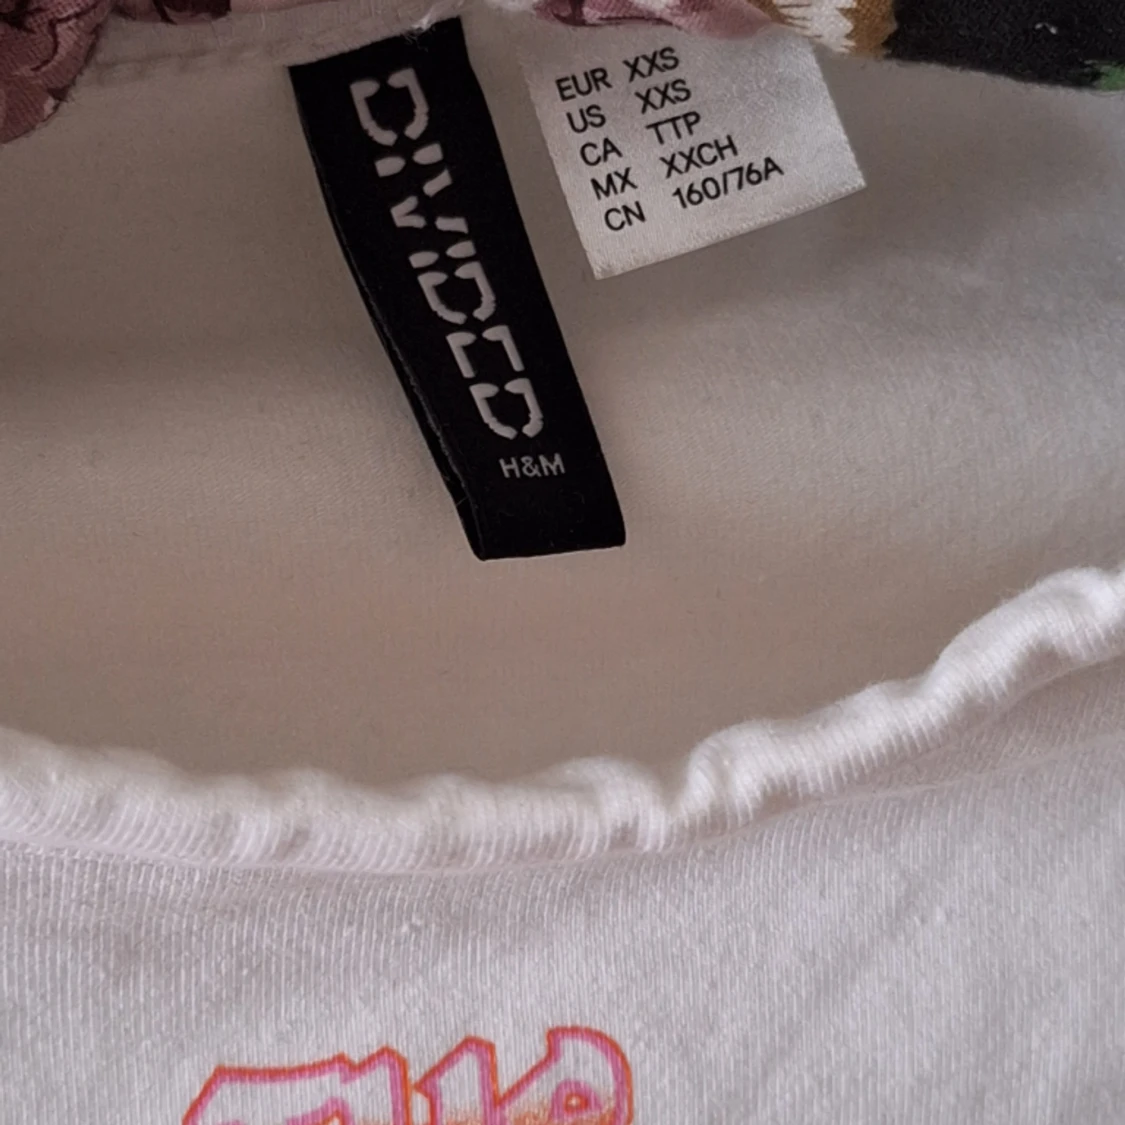 DIVIDED
H&M
EUR XXS
US XXS
CA TTP
MX XXCH
CN 160/76A